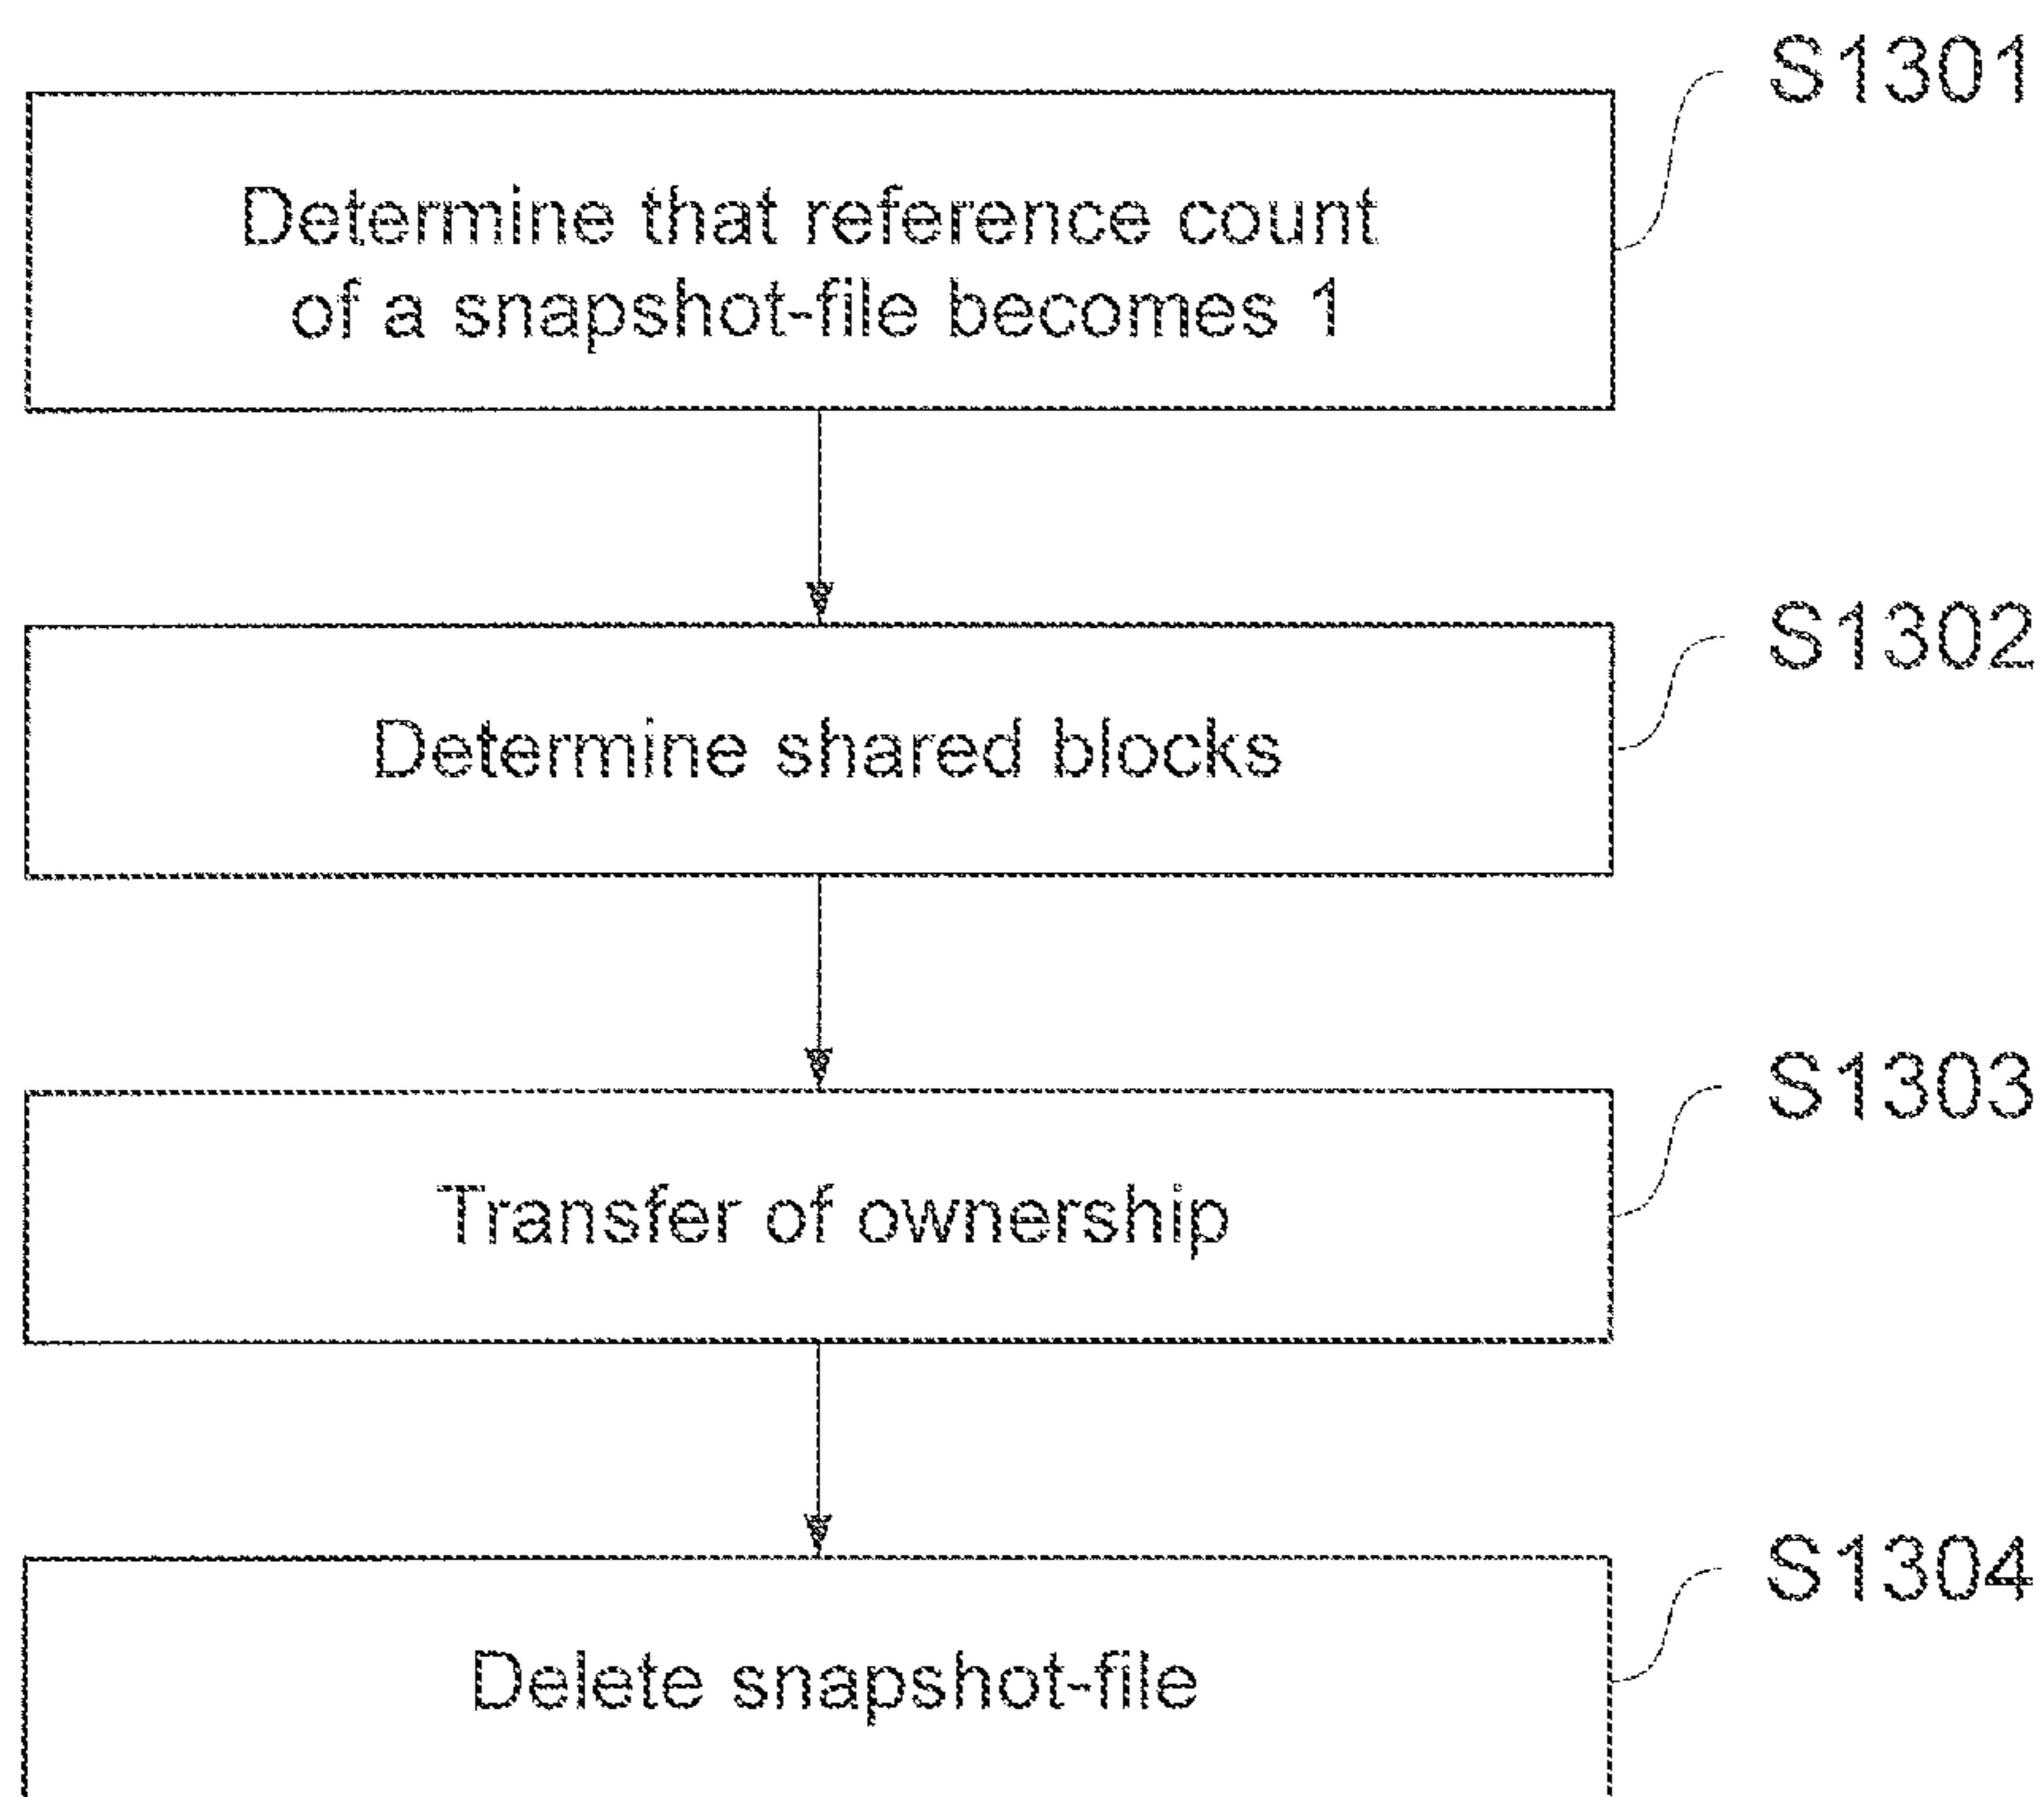 S1301
Determine that reference count
of a snapshot-file becomes 1
S1302
Determine shared blocks
S1303
Transfer of ownership
S1304
Delete snapshot-file